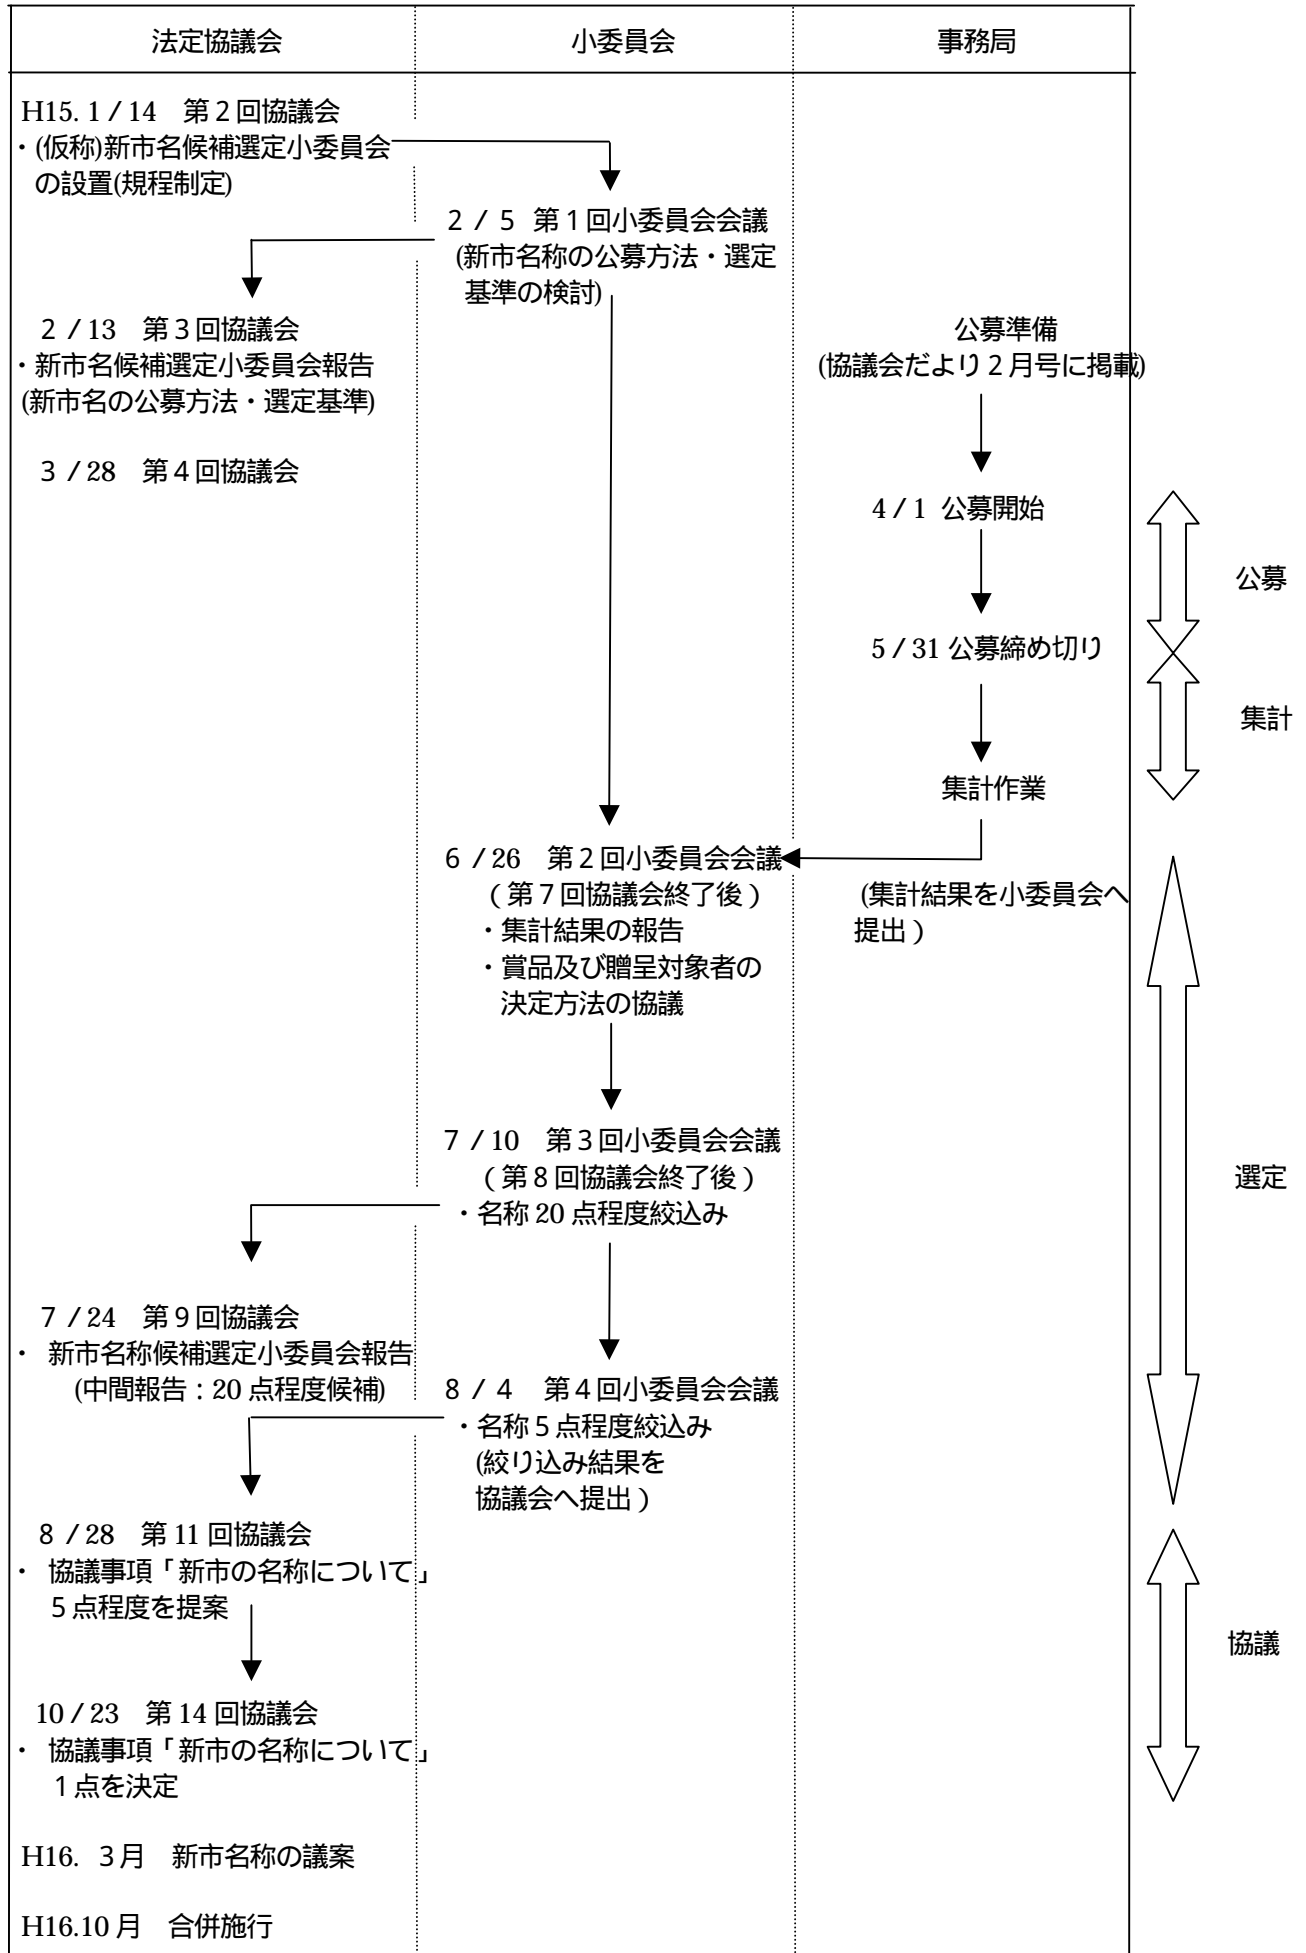 法定協議会
小委員会
事務局
H15. 1／14　第２回協議会
・(仮称)新市名候補選定小委員会
の設置(規程制定)
２／５ 第１回小委員会会議
(新市名称の公募方法・選定
基準の検討)
２／13　第３回協議会
・新市名候補選定小委員会報告
(新市名の公募方法・選定基準)
公募準備
(協議会だより２月号に掲載)
３／28　第４回協議会
4／1 公募開始
公募
5／31 公募締め切り
集計
集計作業
６／26　第２回小委員会会議
（第７回協議会終了後）
・集計結果の報告
・賞品及び贈呈対象者の
決定方法の協議
(集計結果を小委員会へ
提出）
７／10　第３回小委員会会議
（第８回協議会終了後）
・名称 20 点程度絞込み
選定
７／24　第９回協議会
・ 新市名称候補選定小委員会報告
(中間報告：20 点程度候補)
８／４　第４回小委員会会議
・名称５点程度絞込み
(絞り込み結果を
協議会へ提出）
８／28　第 11 回協議会
・ 協議事項「新市の名称について」
５点程度を提案
協議
10／23　第 14 回協議会
・ 協議事項「新市の名称について」
１点を決定
H16. ３月　新市名称の議案
H16.10 月　合併施行